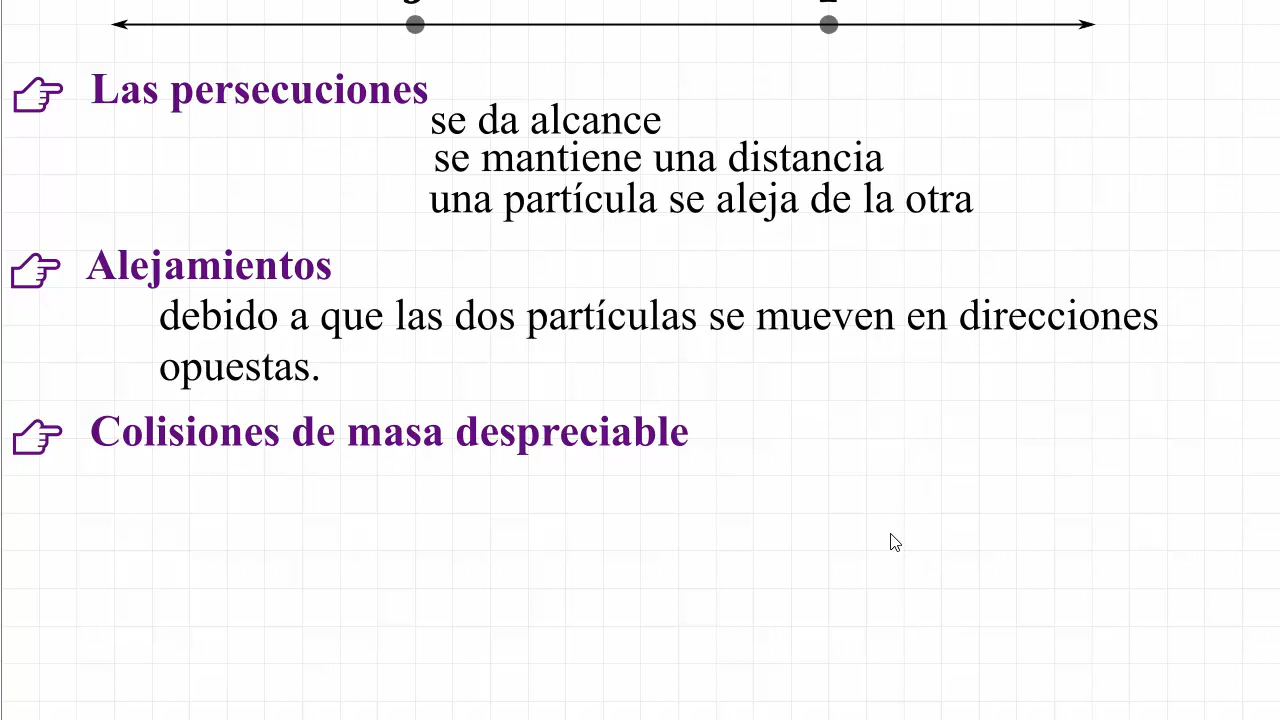 Las persecuciones
se da alcance
se mantiene una distancia
una partícula se aleja de la otra
Alejamientos
debido a que las dos partículas se mueven en direcciones
opuestas.
Colisiones de masa despreciable